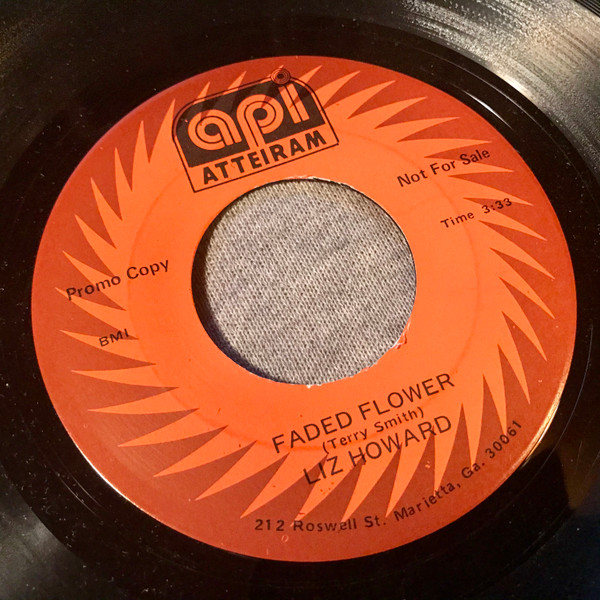 api
ATTEIRAM
Not For Sale
Time 3:33
Promo Copy
BMI
FADED FLOWER
(Terry Smith)
LIZ HOWARD
212 Roswell St. Marietta, Ga. 30061